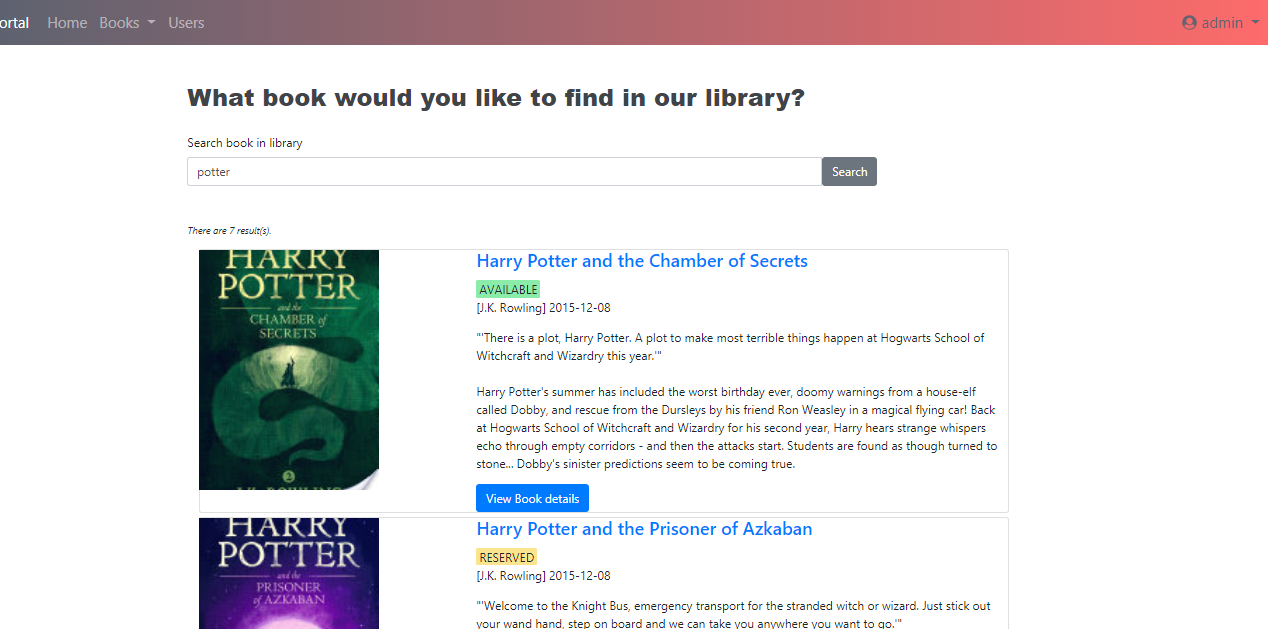 ortal Home Books Users admin
What book would you like to find in our library?
Search book in library
potter Search
There are 7 result(s).
HARRY
POTTER
and the
CHAMBER of
SECRETS
2
Harry Potter and the Chamber of Secrets
AVAILABLE
[J.K. Rowling] 2015-12-08
"'There is a plot, Harry Potter. A plot to make most terrible things happen at Hogwarts School of
Witchcraft and Wizardry this year.'"
Harry Potter's summer has included the worst birthday ever, doomy warnings from a house-elf
called Dobby, and rescue from the Dursleys by his friend Ron Weasley in a magical flying car! Back
at Hogwarts School of Witchcraft and Wizardry for his second year, Harry hears strange whispers
echo through empty corridors - and then the attacks start. Students are found as though turned to
stone... Dobby's sinister predictions seem to be coming true.
View Book details
HARRY
POTTER
and the
PRISONER
of AZKABAN
Harry Potter and the Prisoner of Azkaban
RESERVED
[J.K. Rowling] 2015-12-08
"'Welcome to the Knight Bus, emergency transport for the stranded witch or wizard. Just stick out
your wand hand, step on board and we can take you anywhere you want to go.'"